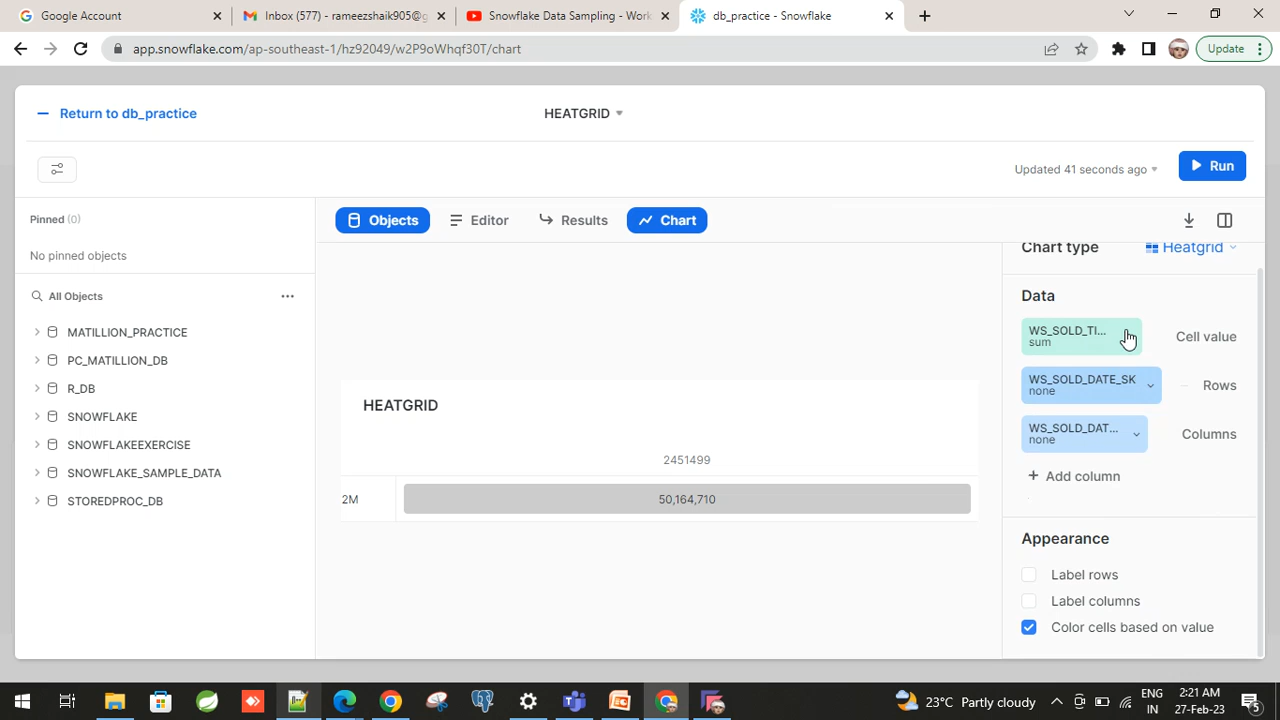 Google Account
Inbox (577) - rameezshaik905@g
Snowflake Data Sampling - Work
db_practice - Snowflake
app.snowflake.com/ap-southeast-1/hz92049/w2P9oWhqf30T/chart
Update
Return to db_practice
HEATGRID
Updated 41 seconds ago
Run
Pinned (0)
Objects
Editor
Results
Chart
No pinned objects
Chart type
Heatgrid
All Objects
Data
MATILLION_PRACTICE
PC_MATILLION_DB
R_DB
SNOWFLAKE
SNOWFLAKEEXERCISE
SNOWFLAKE_SAMPLE_DATA
STOREDPROC_DB
HEATGRID
2451499
2M
50,164,710
WS_SOLD_TI...
sum
Cell value
WS_SOLD_DATE_SK
none
Rows
WS_SOLD_DAT...
none
Columns
+ Add column
Appearance
Label rows
Label columns
Color cells based on value
23°C Partly cloudy
ENG
IN
2:21 AM
27-Feb-23
5